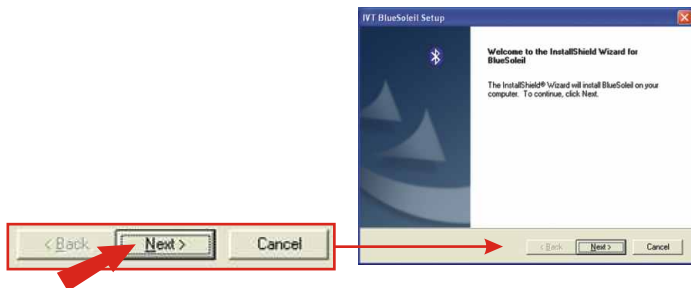 IVT BlueSoleil Setup
Welcome to the InstallShield Wizard for
BlueSoleil
The InstallShield® Wizard will install BlueSoleil on your
computer. To continue, click Next.
< Back Next > Cancel
< Back Next > Cancel